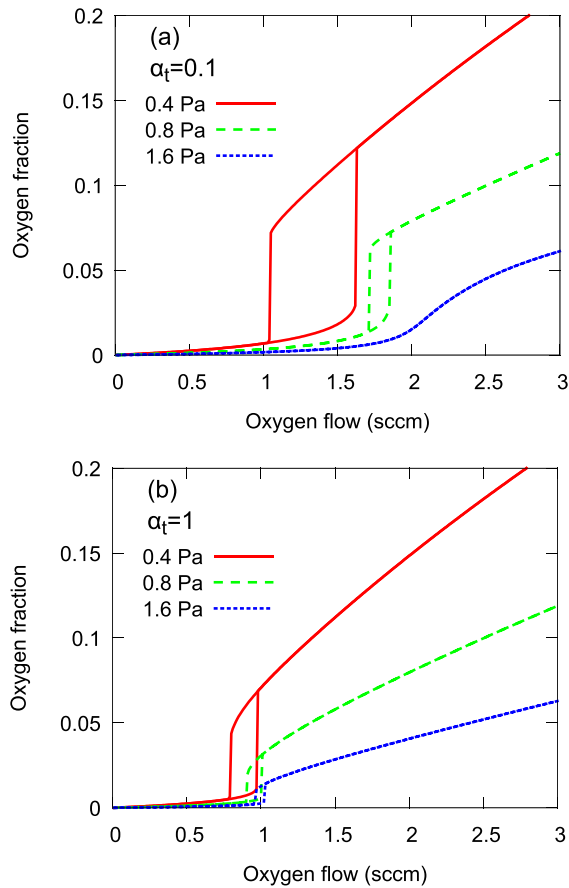 (a)
αt=0.1
0.4 Pa
0.8 Pa
1.6 Pa
Oxygen fraction
0.2
0.15
0.1
0.05
0
0 0.5 1 1.5 2 2.5 3
Oxygen flow (sccm)
(b)
αt=1
0.4 Pa
0.8 Pa
1.6 Pa
Oxygen fraction
0.2
0.15
0.1
0.05
0
0 0.5 1 1.5 2 2.5 3
Oxygen flow (sccm)